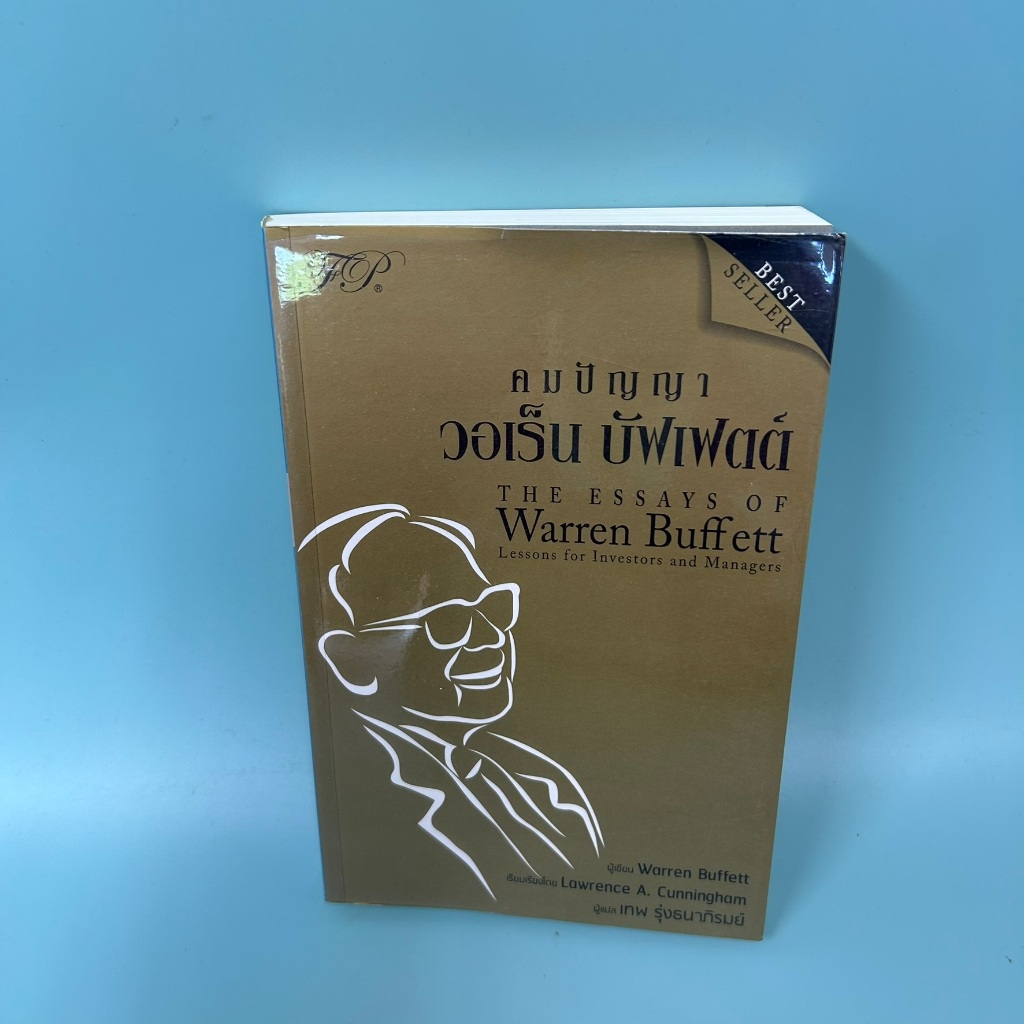 FP®
BEST
SELLER
คมปัญญา
วอเร็น บัฟเฟตต์
THE ESSAYS OF
Warren Buffett
Lessons for Investors and Managers
ผู้เขียน Warren Buffett
เรียบเรียงโดย Lawrence A. Cunningham
ผู้แปล เทพ รุ่งธนาภิรมย์